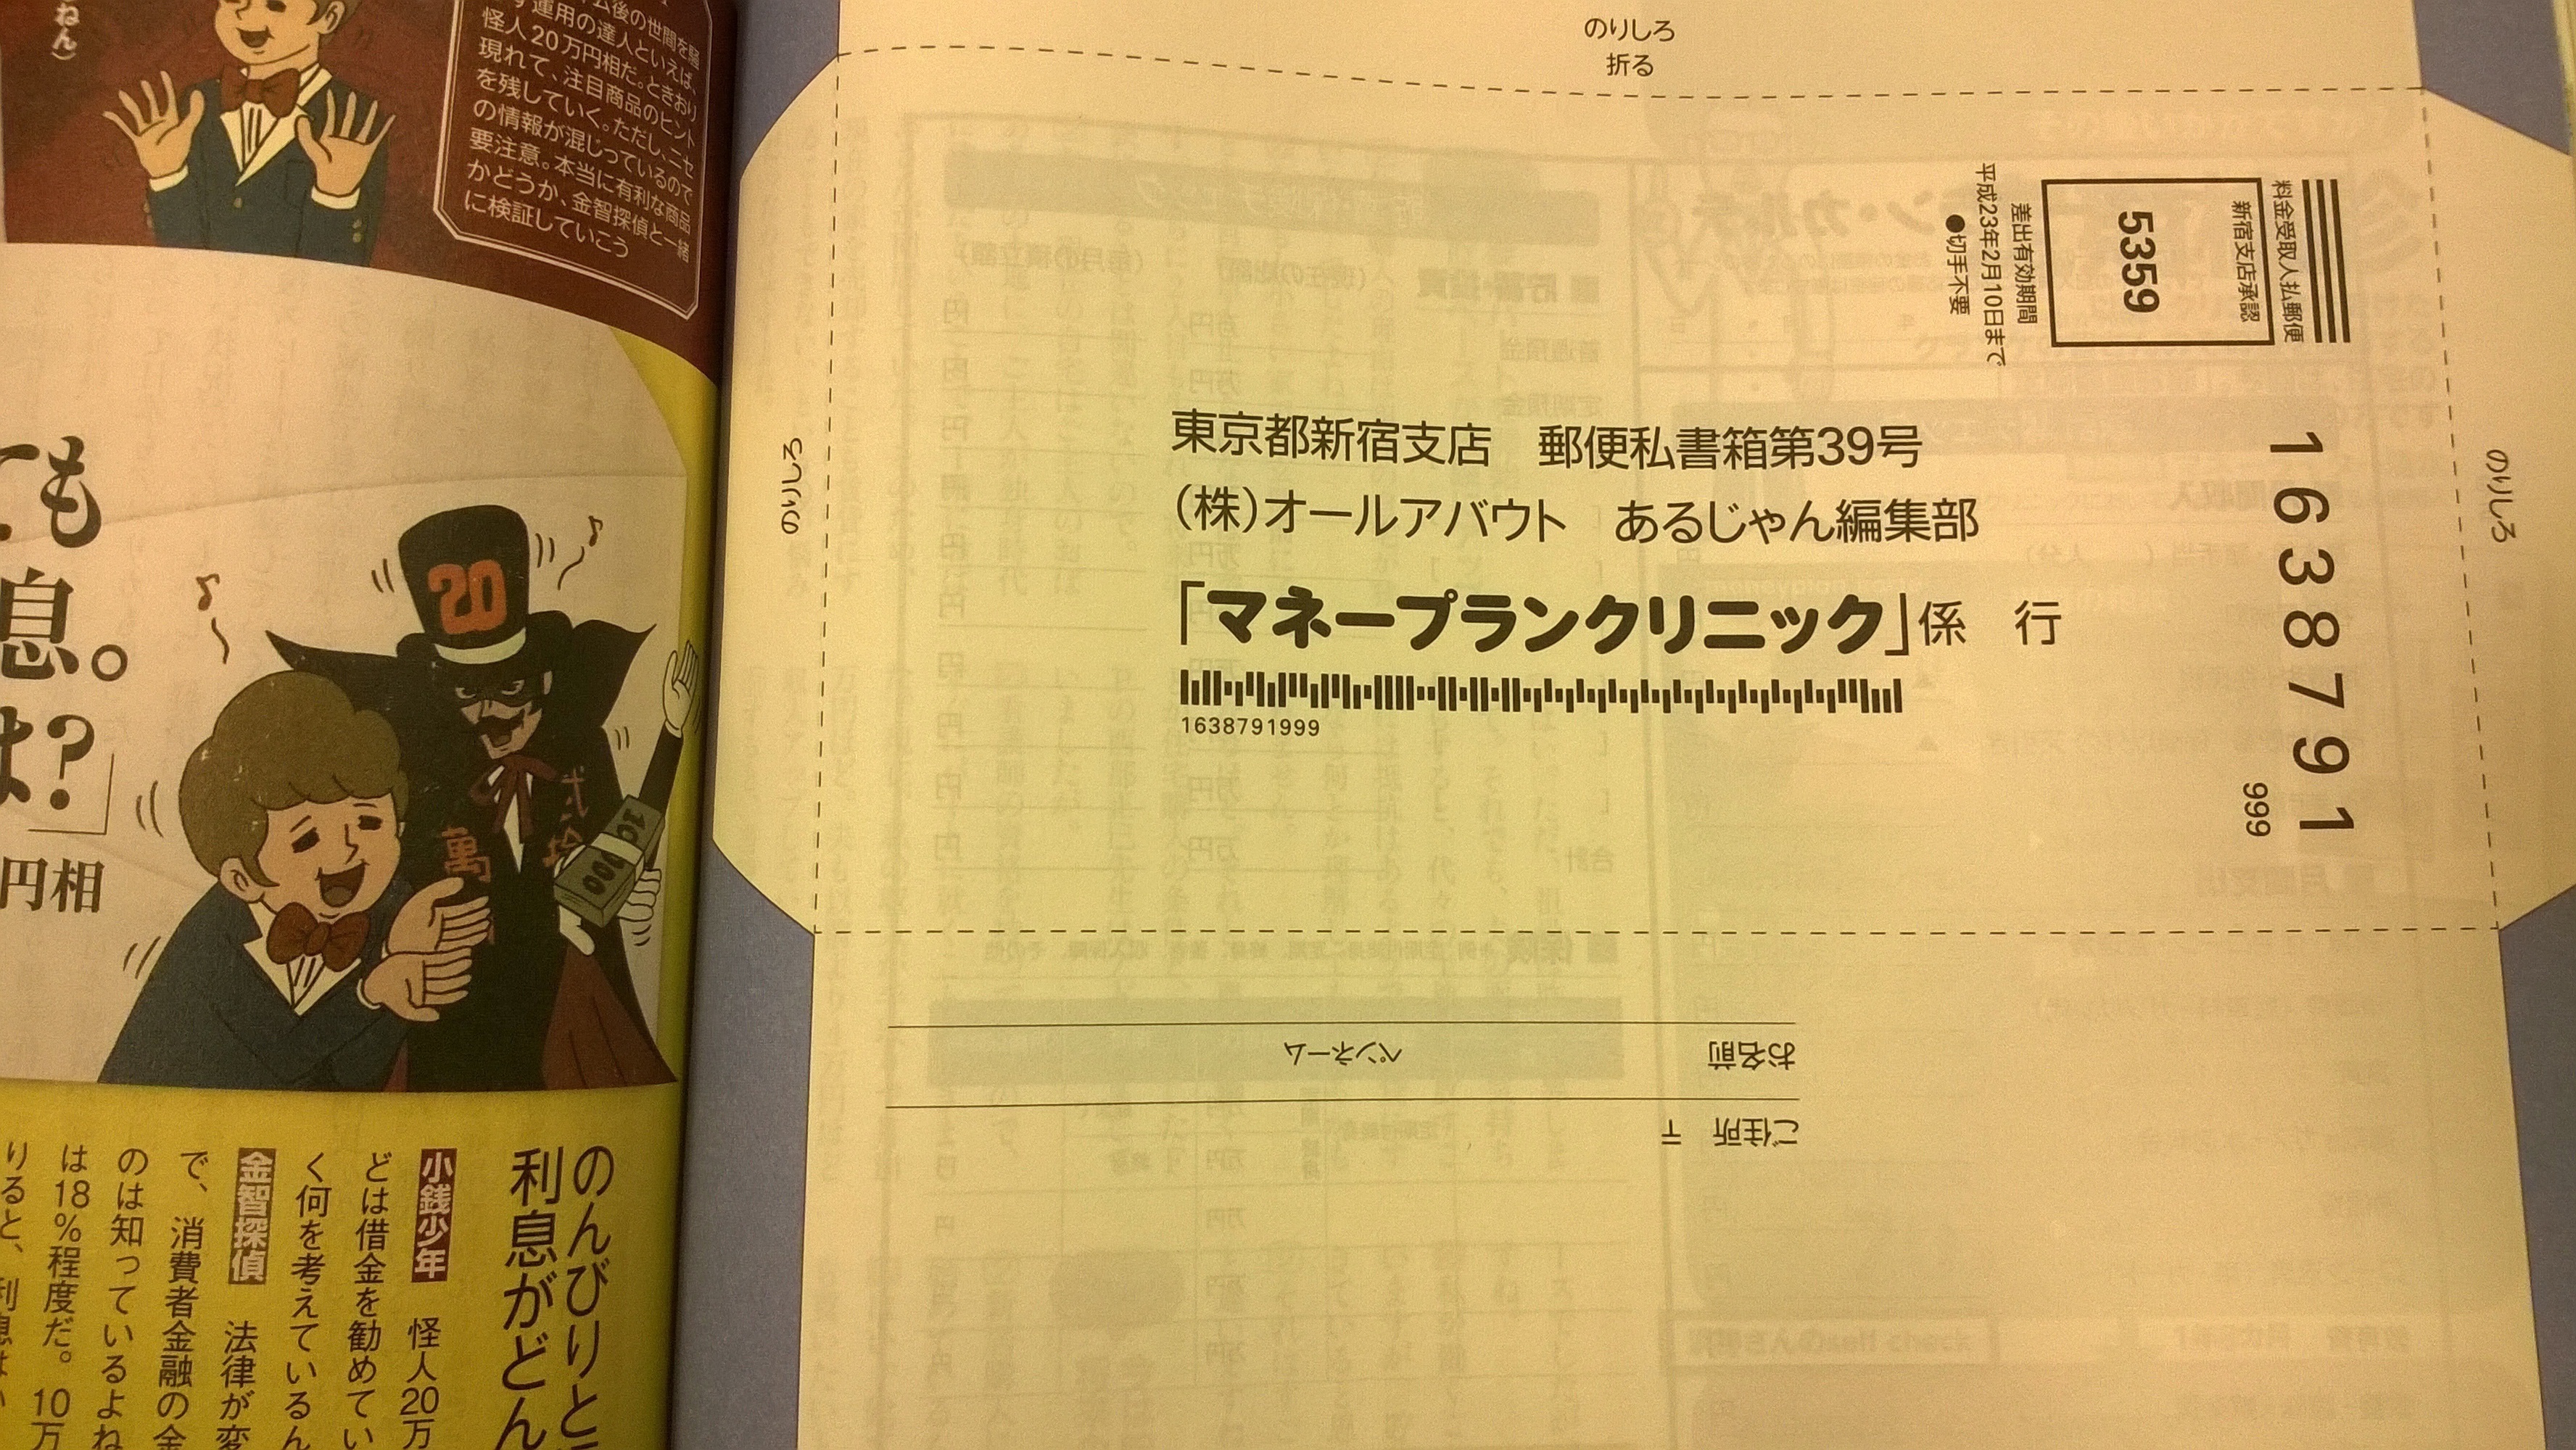 ねん）
ム後の世間を騒
す運用の達人といえば、
怪人20万円相だ。ときおり
現れて、注目商品のヒント
を残していく。ただし、ニセ
の情報が混じっているので
要注意。本当に有利な商品
かどうか、金智探偵と一緒
に検証していこう
ても
息。
は?」
円相
20
萬
のんびりと
利息がどん
小銭少年　怪人20万
どは借金を勧めてい
く何を考えているん
金智探偵　法律が変
で、消費者金融の金
のは知っているよね
は18％程度だ。10万
りると、利息は
のりしろ
折る
のりしろ
料金受取人払郵便
新宿支店承認
5359
差出有効期間
平成23年2月10日まで
●切手不要
1638791
999
のりしろ
東京都新宿支店　郵便私書箱第39号
（株）オールアバウト　あるじゃん編集部
「マネープランクリニック」係　行
1638791999
お名前　ペンネーム
ご住所　〒